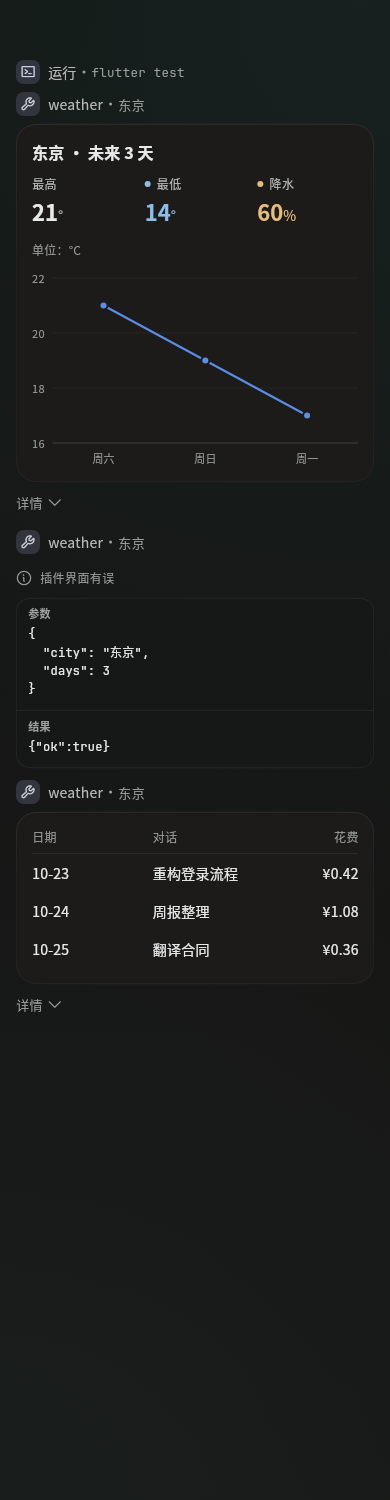 运行・flutter test
weather・东京
东京 · 未来 3 天
最高 最低 降水
21° 14° 60%
单位: °C
22
20
18
16
周六 周日 周一
详情
weather・东京
插件界面有误
参数
{
  "city": "东京",
  "days": 3
}
结果
{"ok":true}
weather・东京
日期 对话 花费
10-23 重构登录流程 ¥0.42
10-24 周报整理 ¥1.08
10-25 翻译合同 ¥0.36
详情